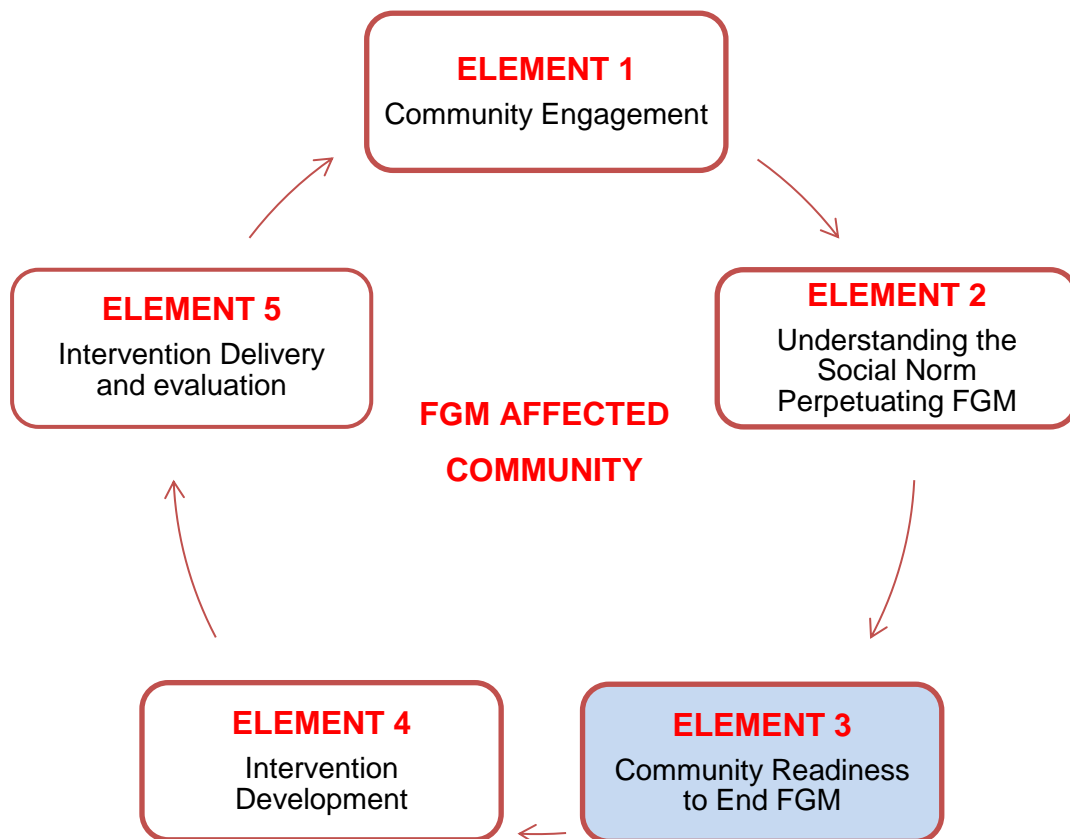 ELEMENT 1
Community Engagement
ELEMENT 2
Understanding the
Social Norm
Perpetuating FGM
ELEMENT 3
Community Readiness
to End FGM
ELEMENT 4
Intervention
Development
ELEMENT 5
Intervention Delivery
and evaluation
FGM AFFECTED
COMMUNITY